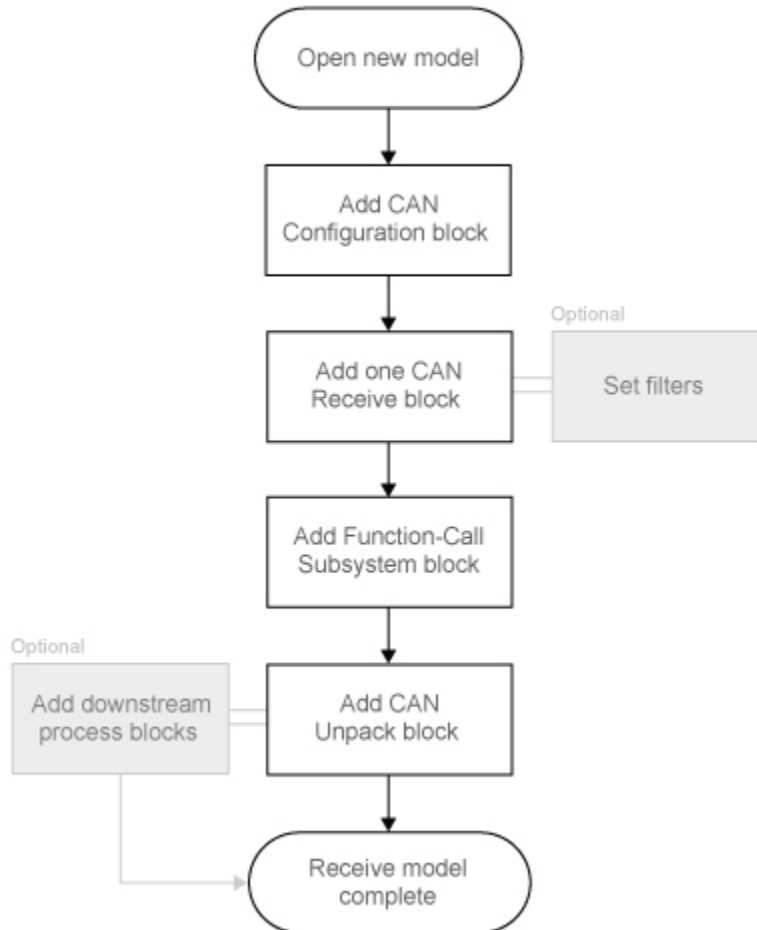 Open new model
Add CAN
Configuration block
Optional
Add one CAN
Receive block
Set filters
Add Function-Call
Subsystem block
Optional
Add downstream
process blocks
Add CAN
Unpack block
Receive model
complete